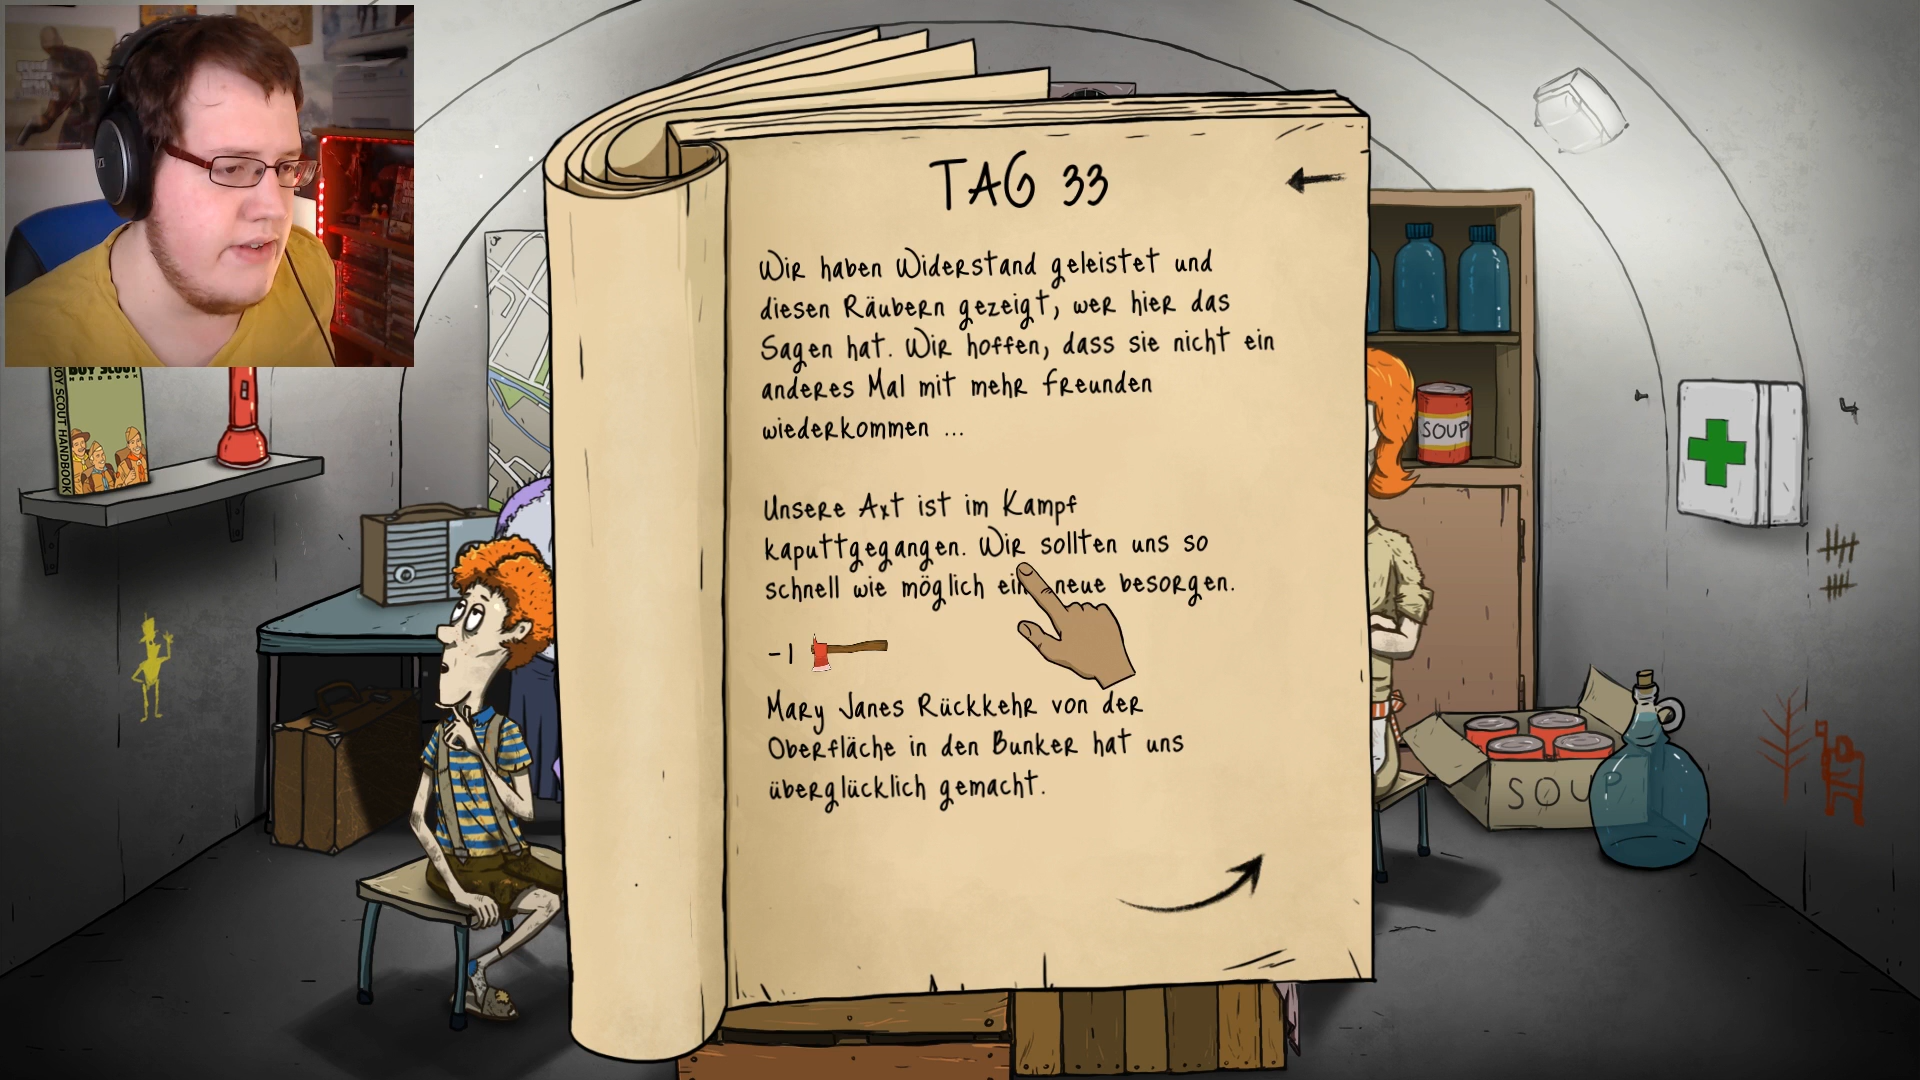 TAG 33
Wir haben Widerstand geleistet und
diesen Räubern gezeigt, wer hier das
Sagen hat. Wir hoffen, dass sie nicht ein
anderes Mal mit mehr Freunden
wiederkommen ...
Unsere Axt ist im Kampf
kaputtgegangen. Wir sollten uns so
schnell wie möglich ein neue besorgen.
-1
Mary Janes Rückkehr von der
Oberfläche in den Bunker hat uns
überglücklich gemacht.
BOY SCOUT
HANDBOOK
BOY SCOUT HANDBOOK
SOUP
SOU